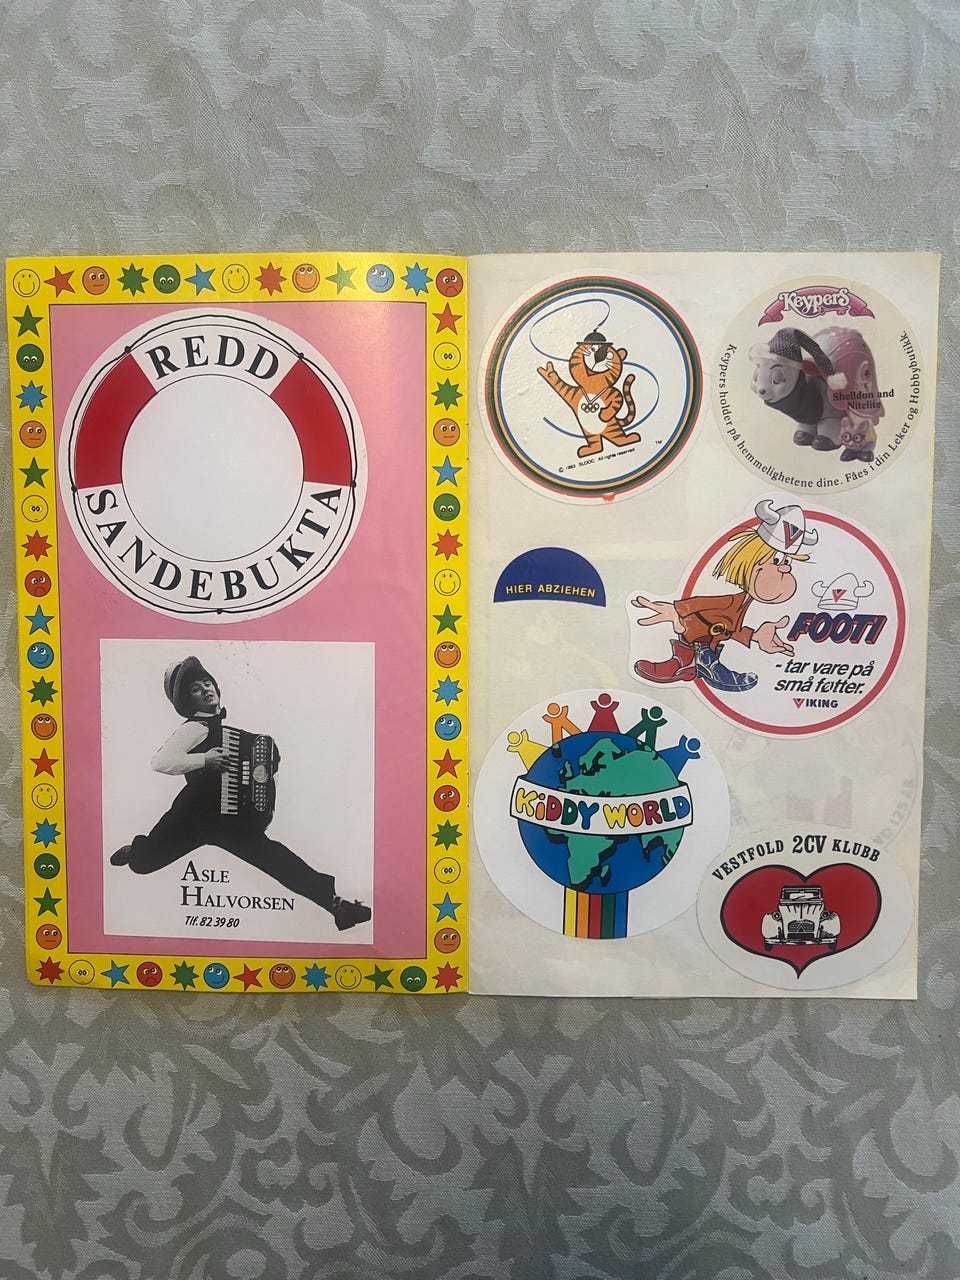 REDD
SANDEBUKTA
ASLE
HALVORSEN
Tlf. 82 39 80
© 1983 SLOOC All rights reserved
TM
Keypers
Shelldon and
Nitelite
Keypers holder på hemmelighetene dine. Fåes i din Leker og Hobbybutikk.
HIER ABZIEHEN
V
V
FOOTI
- tar vare på
små føtter.
VIKING
KiDDY WORLD
VESTFOLD 2CV KLUBB